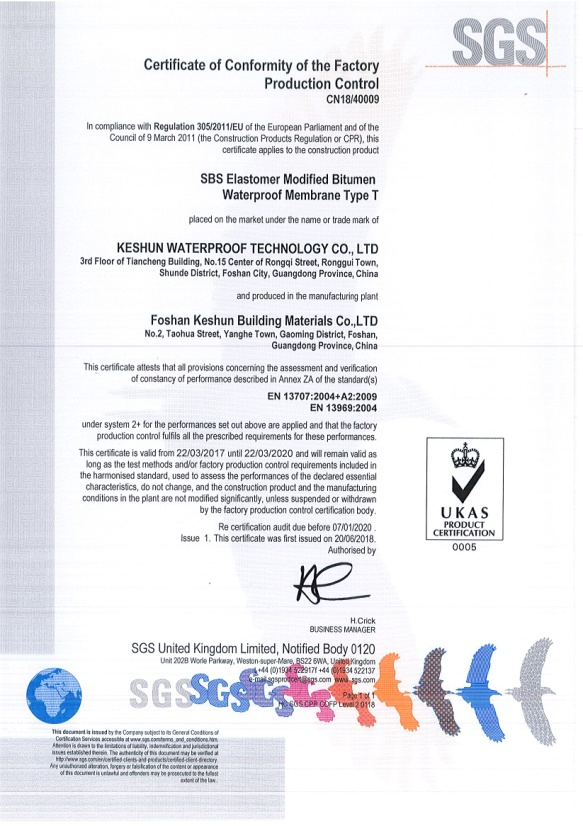 SGS
Certificate of Conformity of the Factory
Production Control
CN18/40009
In compliance with Regulation 305/2011/EU of the European Parliament and of the
Council of 9 March 2011 (the Construction Products Regulation or CPR), this
certificate applies to the construction product
SBS Elastomer Modified Bitumen
Waterproof Membrane Type T
placed on the market under the name or trade mark of
KESHUN WATERPROOF TECHNOLOGY CO., LTD
3rd Floor of Tiancheng Building, No.15 Center of Rongqi Street, Ronggui Town,
Shunde District, Foshan City, Guangdong Province, China
and produced in the manufacturing plant
Foshan Keshun Building Materials Co.,LTD
No.2, Taohua Street, Yanghe Town, Gaoming District, Foshan,
Guangdong Province, China
This certificate attests that all provisions concerning the assessment and verification
of constancy of performance described in Annex ZA of the standard(s)
EN 13707:2004+A2:2009
EN 13969:2004
under system 2+ for the performances set out above are applied and that the factory
production control fulfils all the prescribed requirements for these performances.
This certificate is valid from 22/03/2017 until 22/03/2020 and will remain valid as
long as the test methods and/or factory production control requirements included in
the harmonised standard, used to assess the performances of the declared essential
characteristics, do not change, and the construction product and the manufacturing
conditions in the plant are not modified significantly, unless suspended or withdrawn
by the factory production control certification body.
Re certification audit due before 07/01/2020 .
Issue 1. This certificate was first issued on 20/06/2018.
Authorised by
UKAS
PRODUCT
CERTIFICATION
0005
H.Crick
BUSINESS MANAGER
SGS United Kingdom Limited, Notified Body 0120
Unit 202B Worle Parkway, Weston-super-Mare, BS22 6WA, United Kingdom
t +44 (0)1934 522917 f +44 (0)1934 522137
e-mail sgsprodcert@sgs.com www.sgs.com
SGS SGS SGS
Page 1 of 1
HC SGS CPR COFP Level 2 0118
This document is issued by the Company subject to its General Conditions of
Certification Services accessible at www.sgs.com/terms_and_conditions.htm.
Attention is drawn to the limitations of liability, indemnification and jurisdictional
issues established therein. The authenticity of this document may be verified at
http://www.sgs.com/en/certified-clients-and-products/certified-client-directory.
Any unauthorized alteration, forgery or falsification of the content or appearance
of this document is unlawful and offenders may be prosecuted to the fullest
extent of the law.